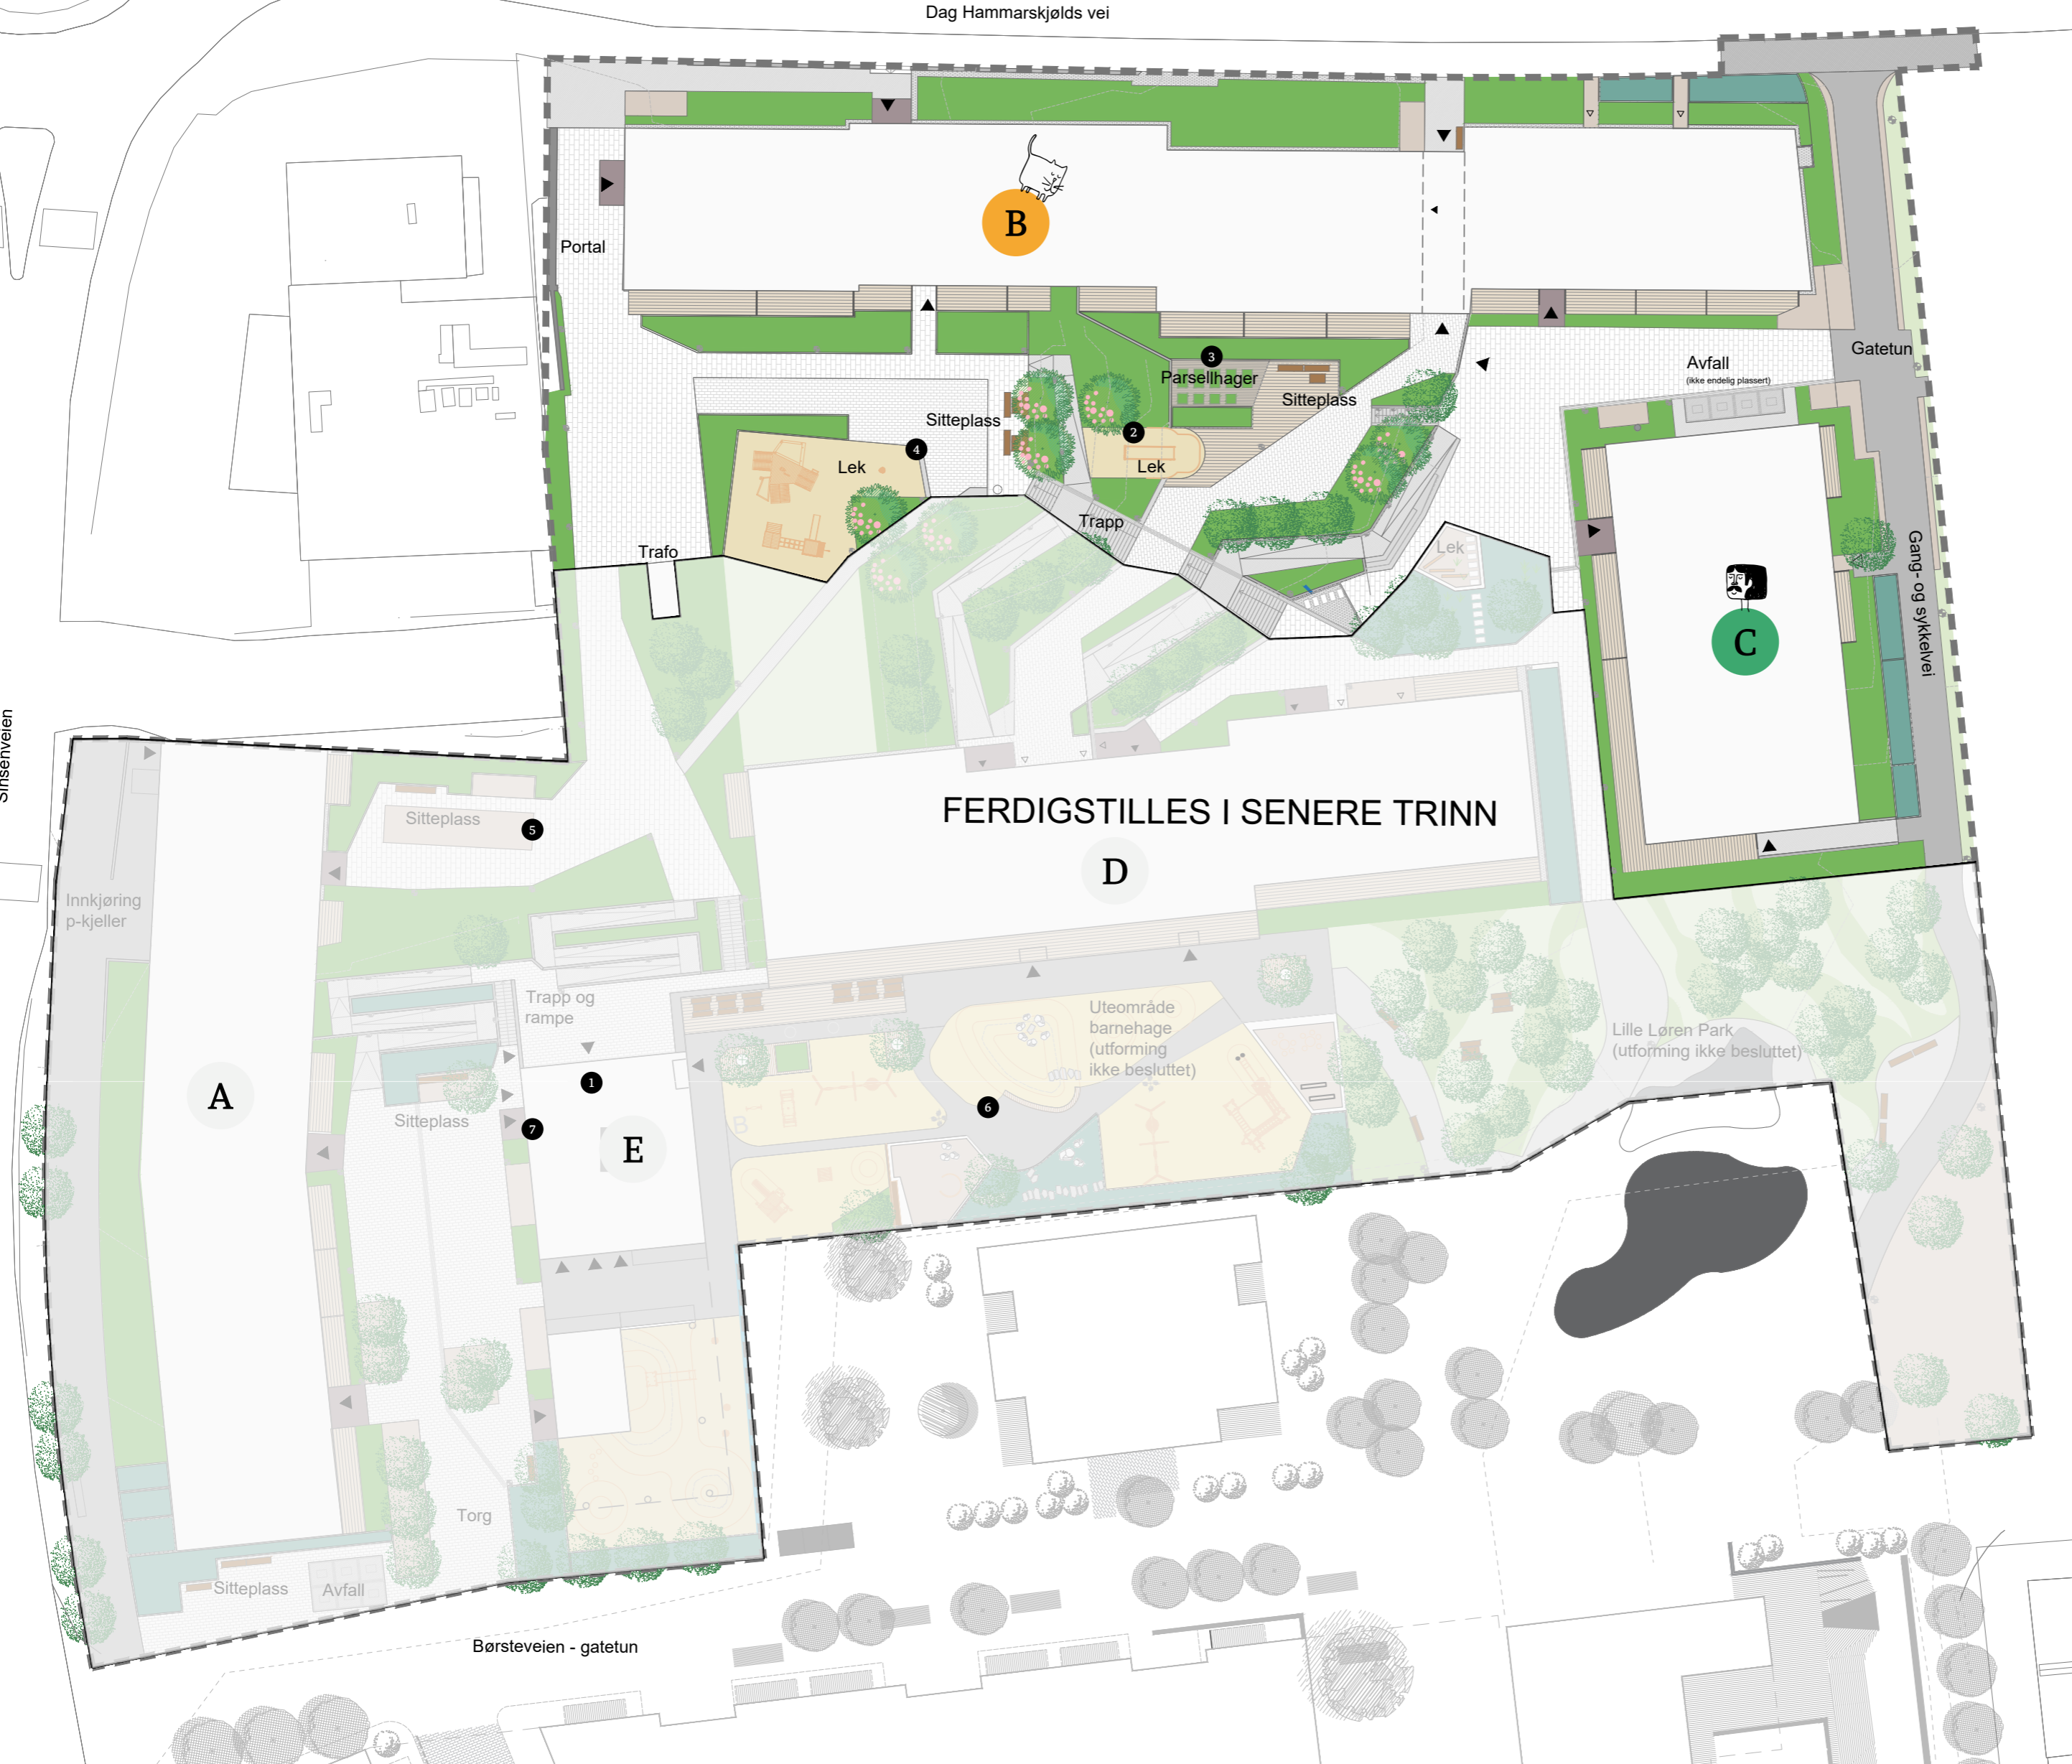 Dag Hammarskjølds vei
Portal
B
Gatetun
Avfall
(ikke endelig plassert)
3
Parsellhager
Sitteplass
Sitteplass
2
Lek
4
Lek
Trapp
Trafo
Lek
Gang- og sykkelvei
C
Sinsenveien
FERDIGSTILLES I SENERE TRINN
D
Sitteplass
5
Innkjøring
p-kjeller
Trapp og
rampe
Uteområde
barnehage
(utforming
ikke besluttet)
Lille Løren Park
(utforming ikke besluttet)
A
1
6
Sitteplass
7
E
B
Torg
Sitteplass
Avfall
Børsteveien - gatetun